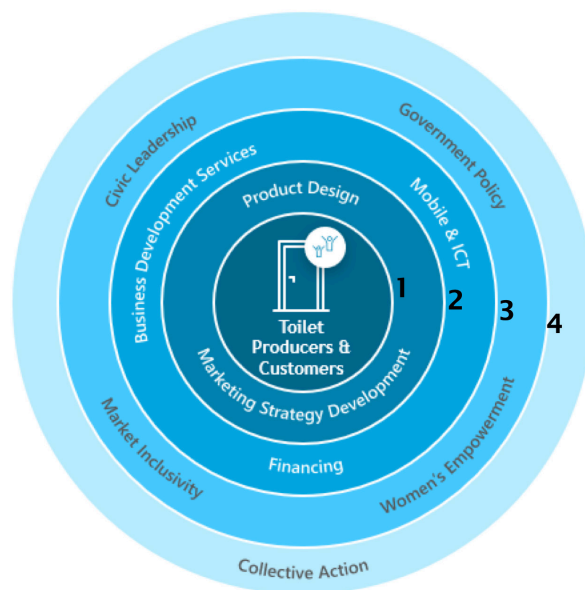 Civic Leadership
Government Policy
Business Development Services
Mobile & ICT
Product Design
Toilet
Producers &
Customers
1
2
3
4
Marketing Strategy Development
Financing
Market Inclusivity
Women's Empowerment
Collective Action